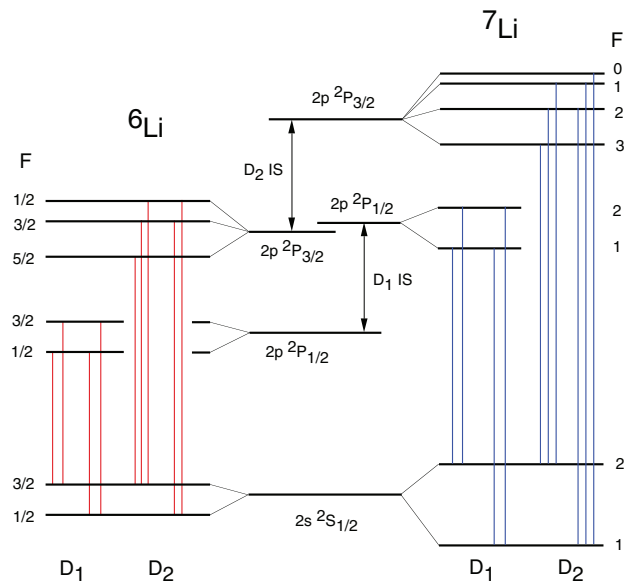 ⁷Li
F
0
2p ²P3/2
1
⁶Li
2
F
3
D₂ IS
1/2
2p ²P1/2
2
3/2
2p ²P3/2
1
5/2
D₁ IS
3/2
2p ²P1/2
1/2
2
3/2
2s ²S1/2
1/2
1
D₁ D₂ D₁ D₂